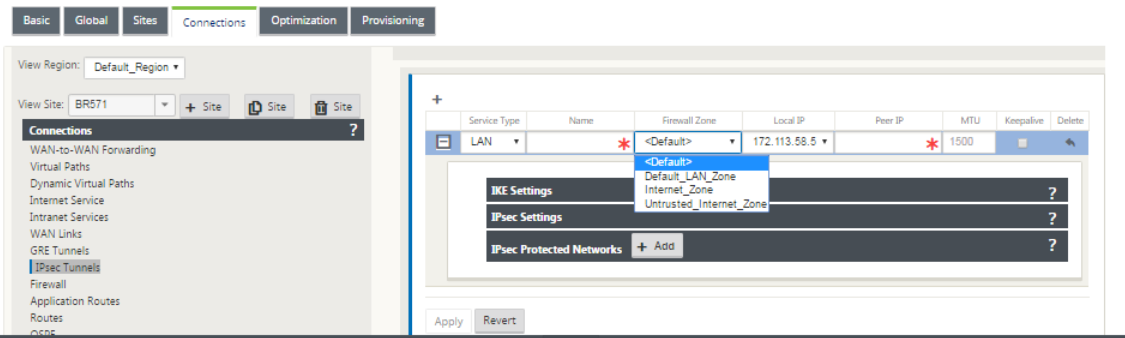 Basic Global Sites Connections Optimization Provisioning
View Region: Default_Region
View Site: BR571 + Site Site Site
Connections ?
WAN-to-WAN Forwarding
Virtual Paths
Dynamic Virtual Paths
Internet Service
Intranet Services
WAN Links
GRE Tunnels
IPsec Tunnels
Firewall
Application Routes
Routes
OSPF
+
Service Type Name Firewall Zone Local IP Peer IP MTU Keepalive Delete
LAN * <Default> 172.113.58.5 * 1500
<Default>
Default_LAN_Zone
Internet_Zone
Untrusted_Internet_Zone
IKE Settings ?
IPsec Settings ?
IPsec Protected Networks + Add ?
Apply Revert